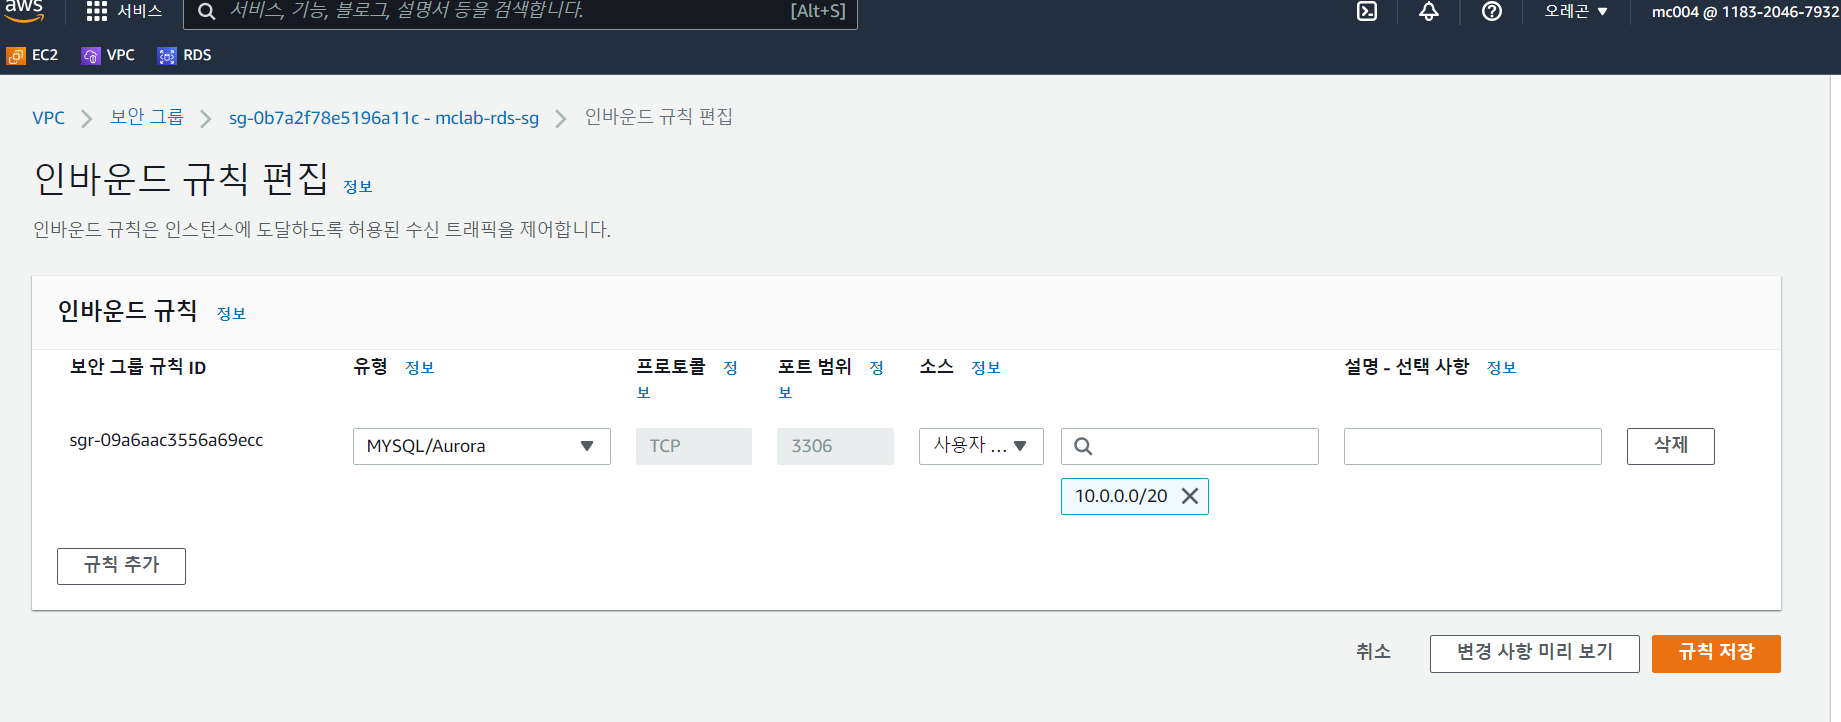 aws 서비스 서비스, 기능, 블로그, 설명서 등을 검색합니다. [Alt+S] 오레곤 ▼ mc004 @ 1183-2046-7932
EC2 VPC RDS
VPC > 보안 그룹 > sg-0b7a2f78e5196a11c - mclab-rds-sg > 인바운드 규칙 편집
인바운드 규칙 편집 정보
인바운드 규칙은 인스턴스에 도달하도록 허용된 수신 트래픽을 제어합니다.
인바운드 규칙 정보
보안 그룹 규칙 ID 유형 정보 프로토콜 정보 포트 범위 정보 소스 정보 설명 - 선택 사항 정보
sgr-09a6aac3556a69ecc MYSQL/Aurora TCP 3306 사용자 ... 삭제
10.0.0.0/20
규칙 추가
취소 변경 사항 미리 보기 규칙 저장